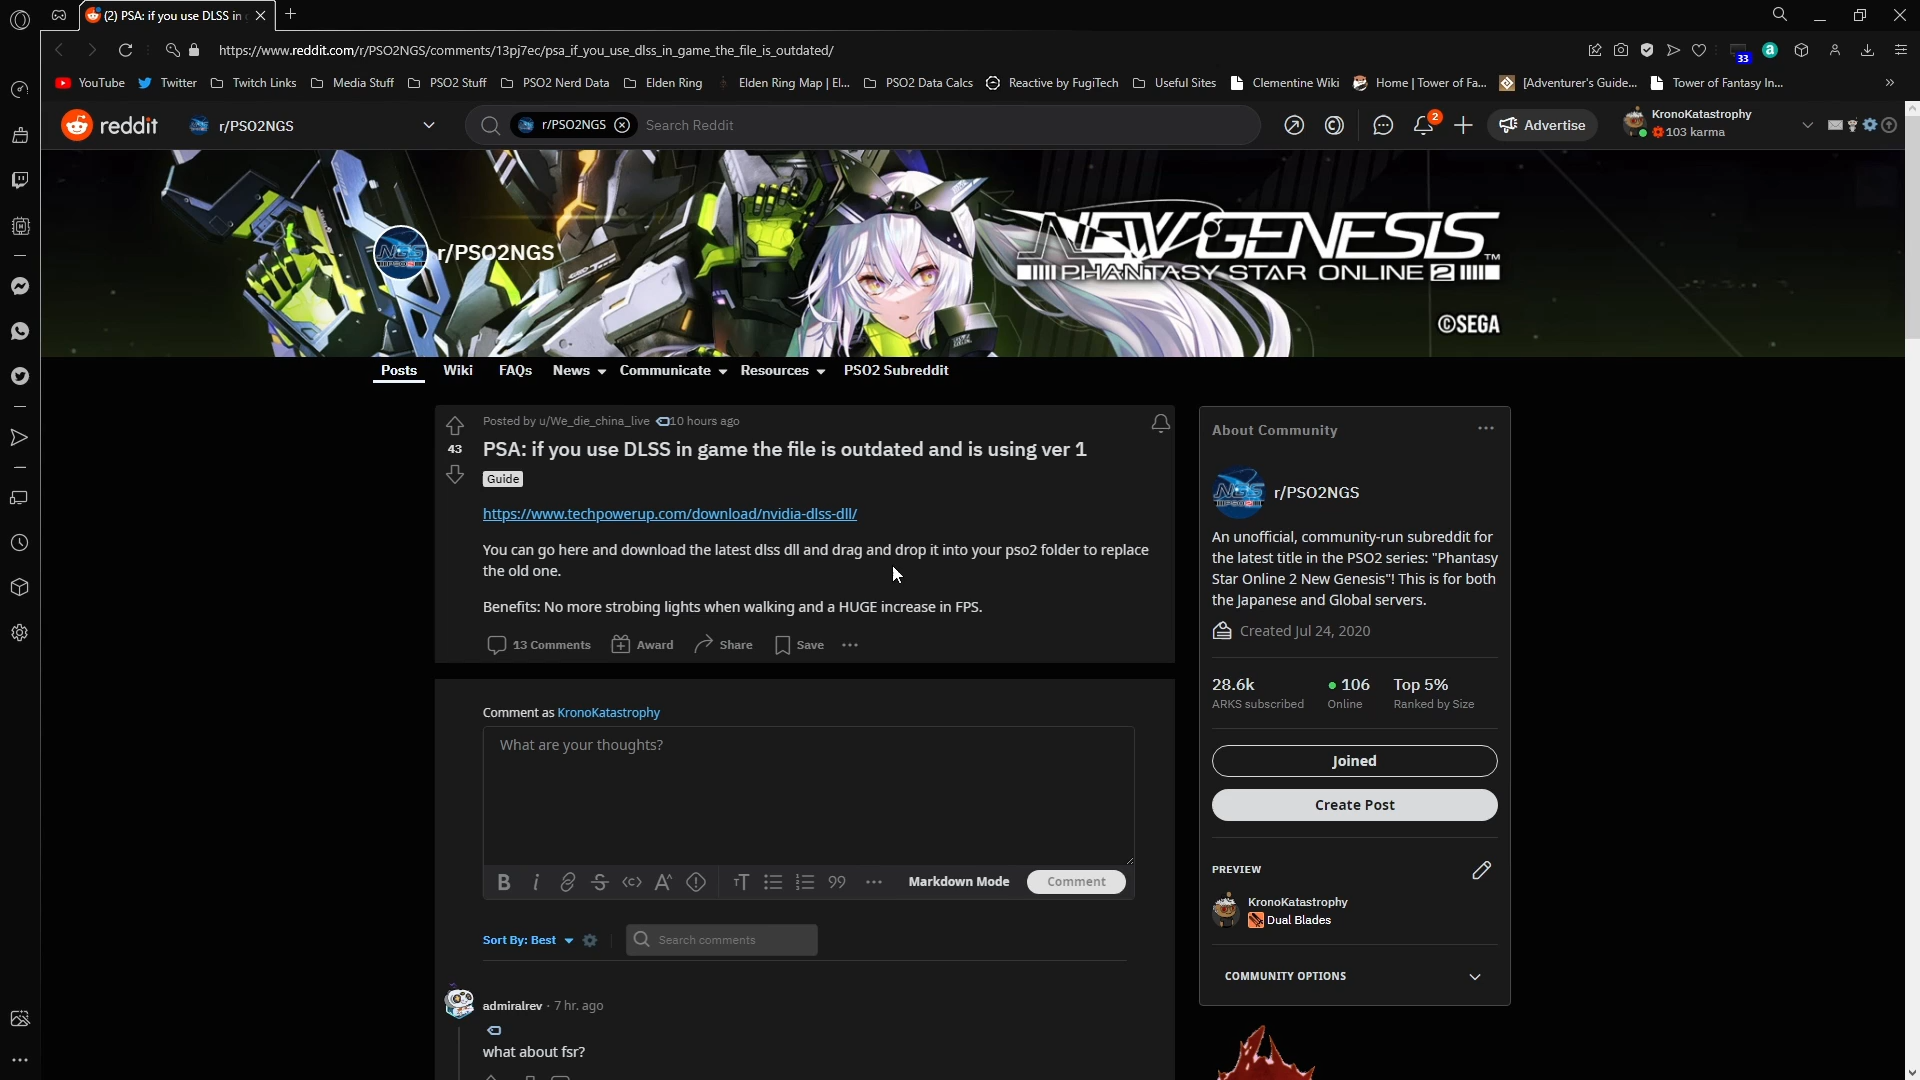 (2) PSA: if you use DLSS in
https://www.reddit.com/r/PSO2NGS/comments/13pj7ec/psa_if_you_use_dlss_in_game_the_file_is_outdated/
33
YouTube Twitter Twitch Links Media Stuff PSO2 Stuff PSO2 Nerd Data Elden Ring Elden Ring Map | El... PSO2 Data Calcs Reactive by FugiTech Useful Sites Clementine Wiki Home | Tower of Fa... [Adventurer's Guide... Tower of Fantasy In...
reddit r/PSO2NGS r/PSO2NGS Search Reddit 2 Advertise KronoKatastrophy
103 karma
NEW GENESIS
r/PSO2NGS
PHANTASY STAR ONLINE 2
©SEGA
Posts Wiki FAQs News Communicate Resources PSO2 Subreddit
Posted by u/We_die_china_live 10 hours ago
43
PSA: if you use DLSS in game the file is outdated and is using ver 1
Guide
https://www.techpowerup.com/download/nvidia-dlss-dll/
You can go here and download the latest dlss dll and drag and drop it into your pso2 folder to replace
the old one.
Benefits: No more strobing lights when walking and a HUGE increase in FPS.
13 Comments Award Share Save
Comment as KronoKatastrophy
What are your thoughts?
Markdown Mode Comment
Sort By: Best Search comments
admiralrev · 7 hr. ago
what about fsr?
About Community
r/PSO2NGS
An unofficial, community-run subreddit for
the latest title in the PSO2 series: "Phantasy
Star Online 2 New Genesis"! This is for both
the Japanese and Global servers.
Created Jul 24, 2020
28.6k 106 Top 5%
ARKS subscribed Online Ranked by Size
Joined
Create Post
PREVIEW
KronoKatastrophy
Dual Blades
COMMUNITY OPTIONS